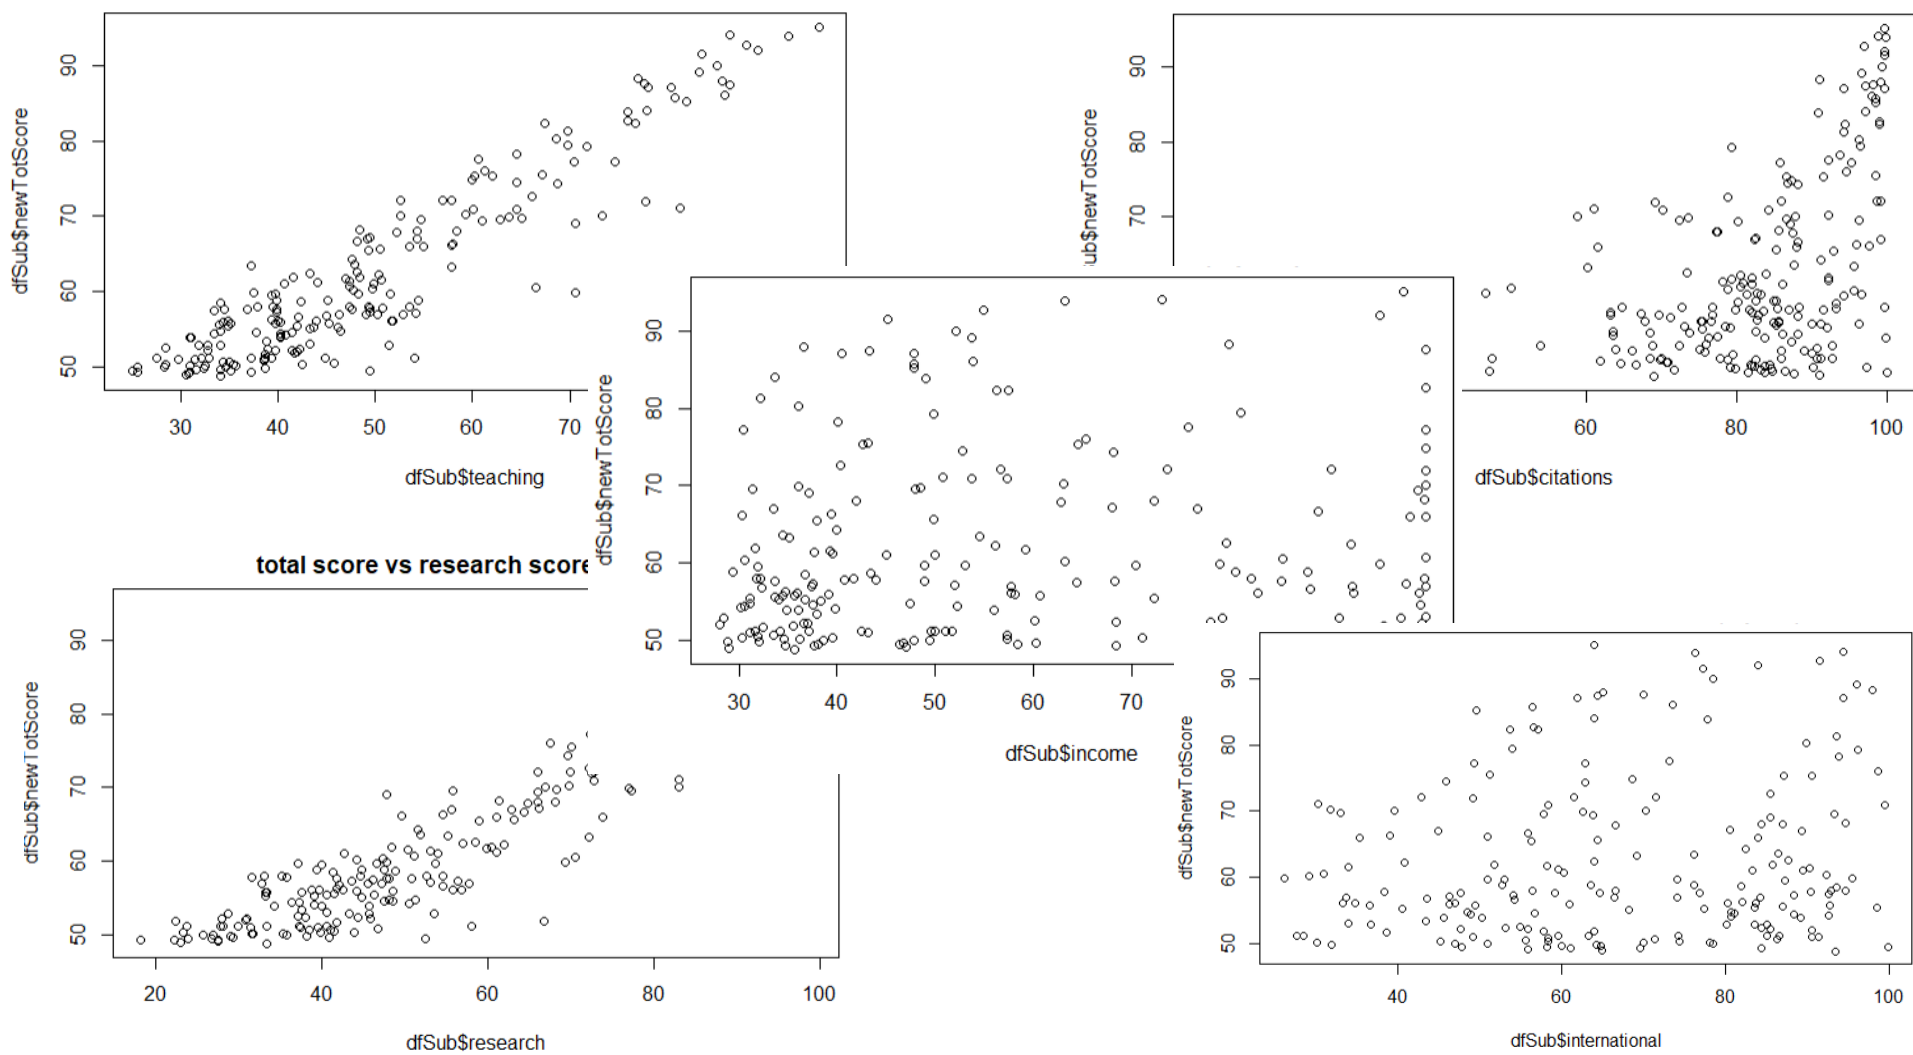 90
80
70
60
50
dfSub$newTotScore
30 40 50 60 70
dfSub$teaching
90
80
70
dfSub$newTotScore
60 80 100
dfSub$citations
90
80
70
60
50
dfSub$newTotScore
30 40 50 60 70
dfSub$income
total score vs research score
90
80
70
60
50
dfSub$newTotScore
20 40 60 80 100
dfSub$research
90
80
70
60
50
dfSub$newTotScore
40 60 80 100
dfSub$international